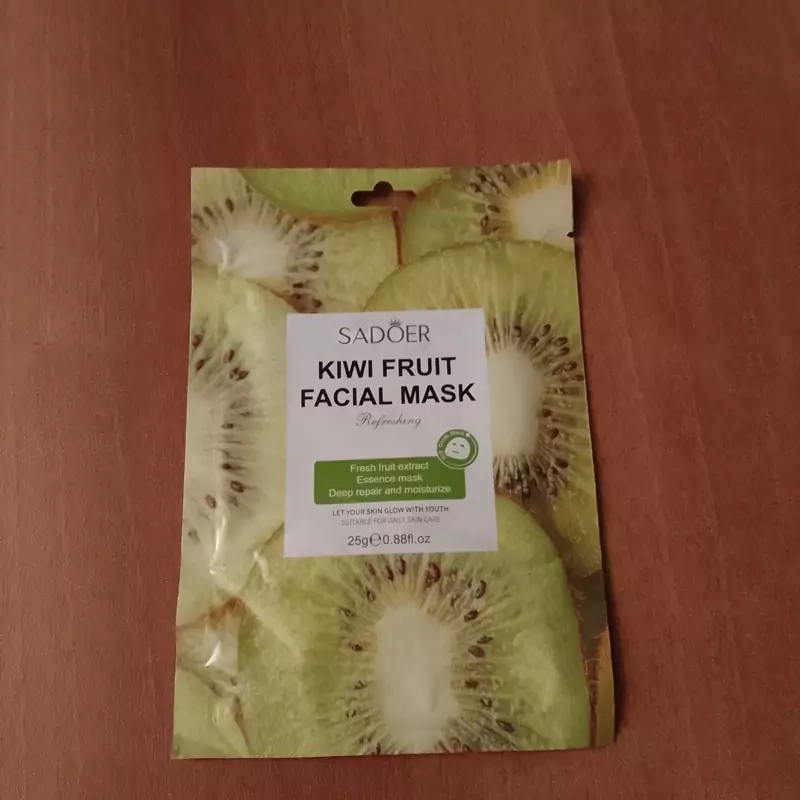 SADOER
KIWI FRUIT
FACIAL MASK
Refreshing
Fresh fruit extract
Essence mask
Deep repair and moisturize
LET YOUR SKIN GLOW WITH YOUTH
SUITABLE FOR DAILY SKIN CARE
25g℮0.88fl.oz